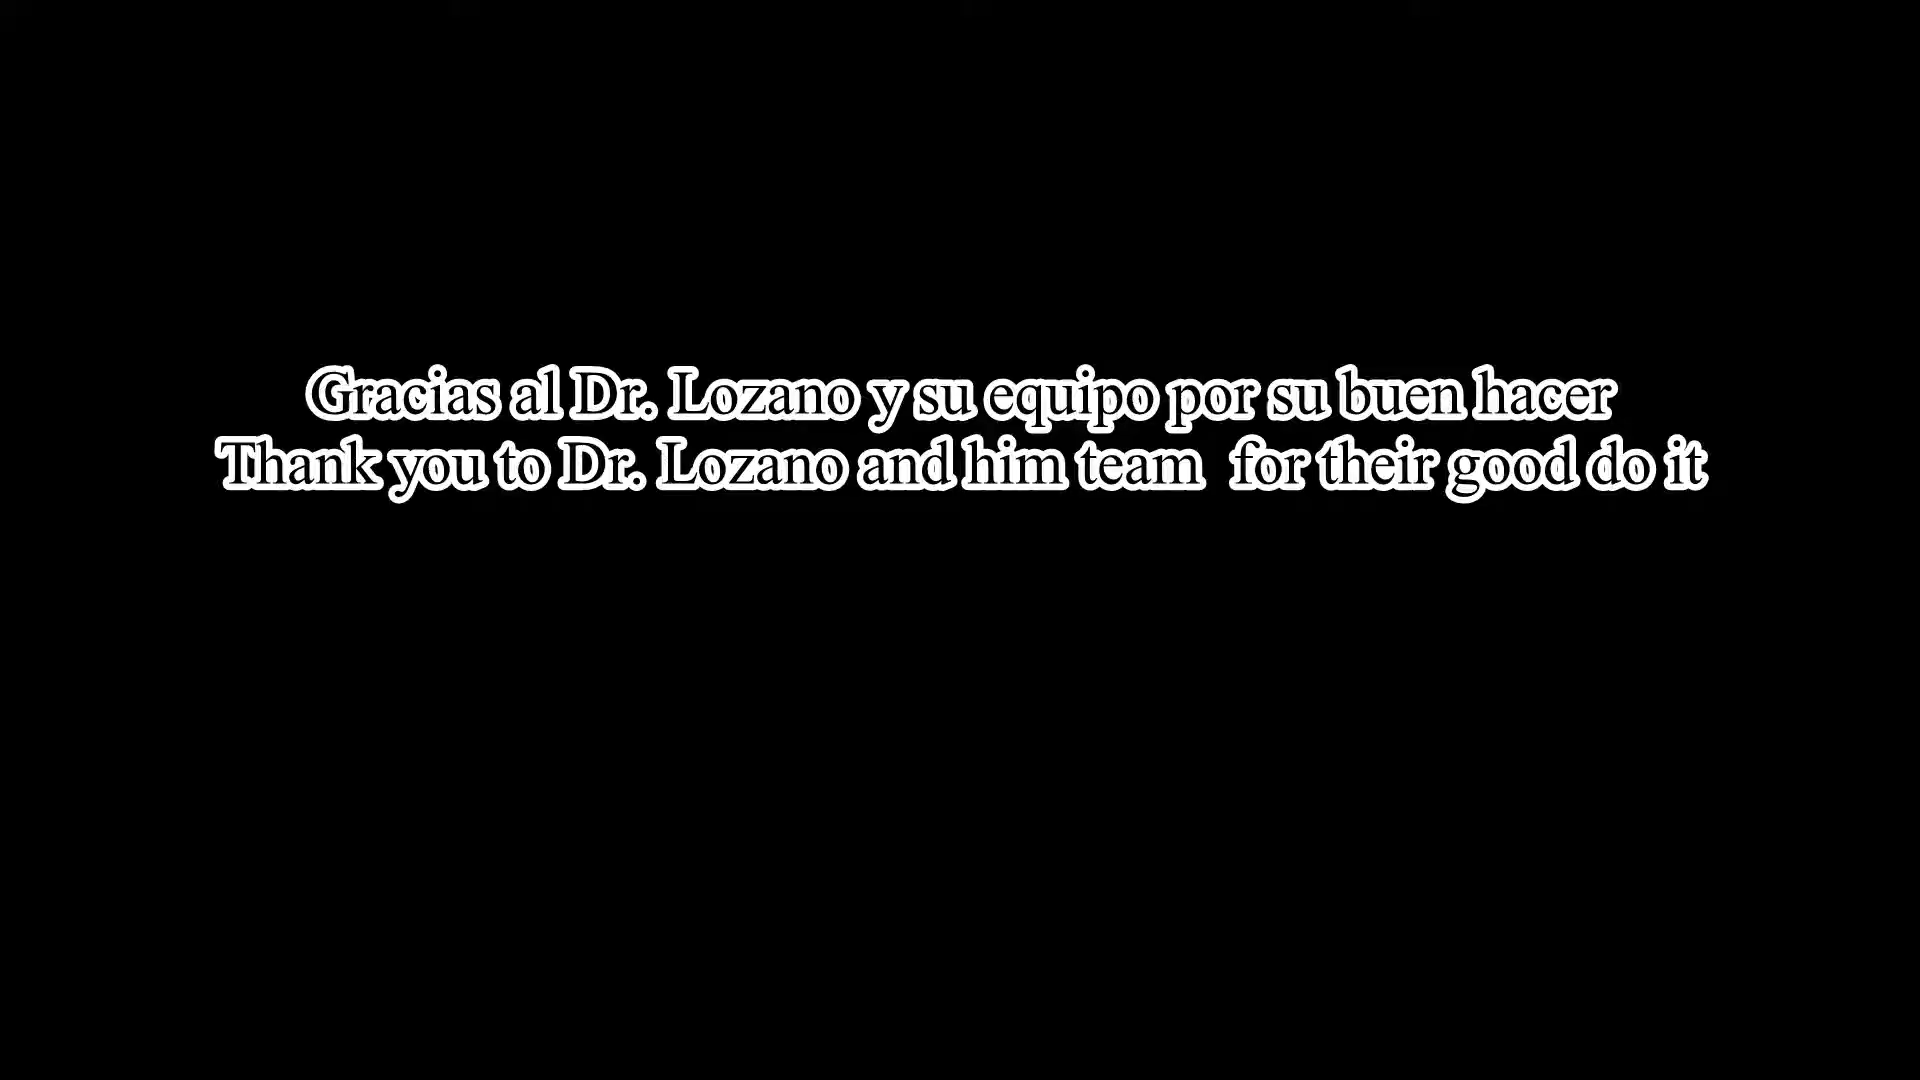 Gracias al Dr. Lozano y su equipo por su buen hacer
Thank you to Dr. Lozano and him team  for their good do it